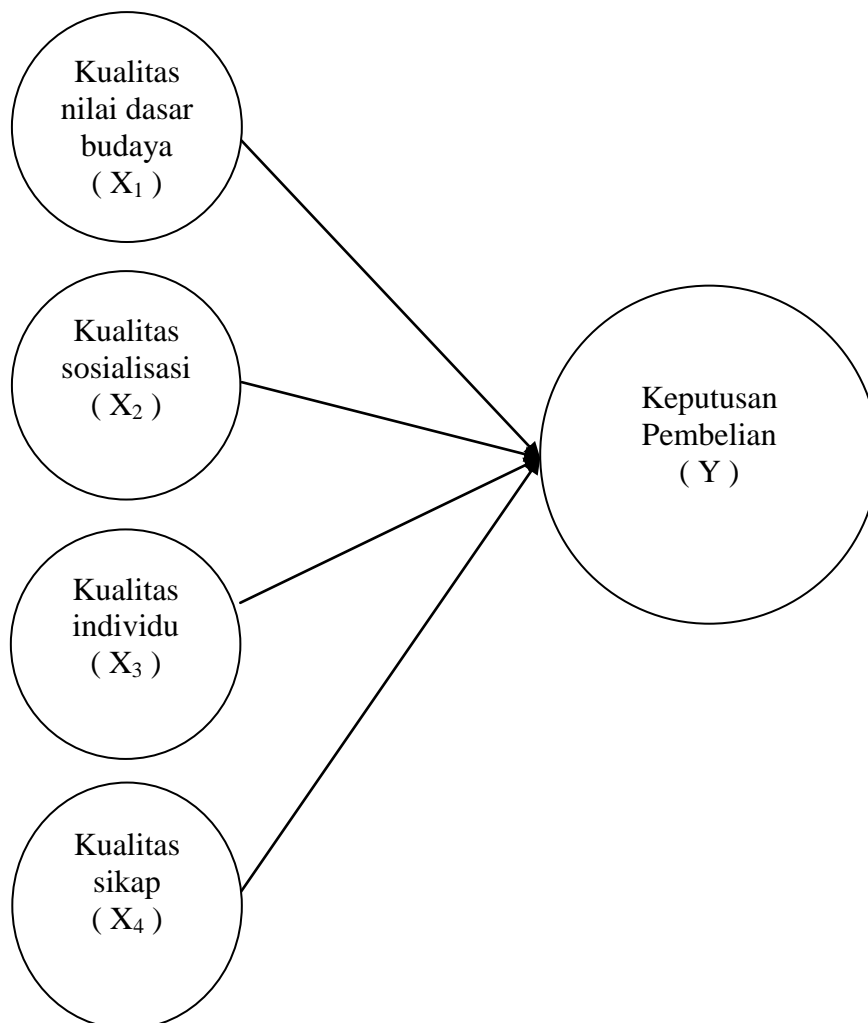 Kualitas
nilai dasar
budaya
( X₁ )
Kualitas
sosialisasi
( X₂ )
Kualitas
individu
( X₃ )
Kualitas
sikap
( X₄ )
Keputusan
Pembelian
( Y )